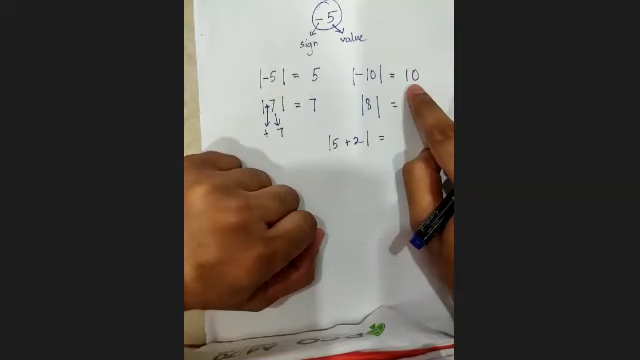 -5
sign value
|-5| = 5 |-10| = 10
|+7| = 7 |8| =
+ 7
|5 + 2| =